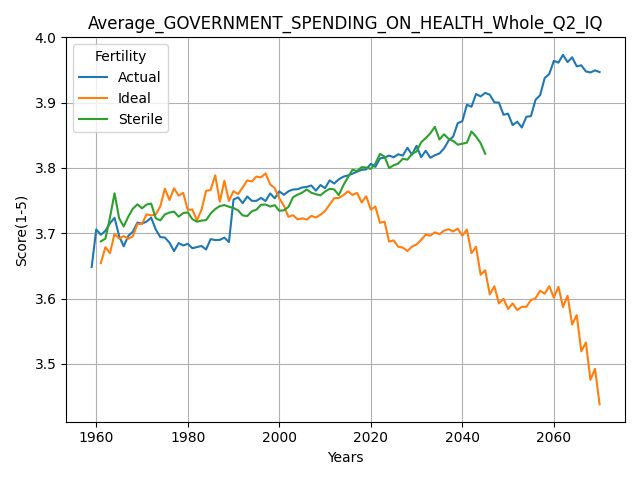 Average_GOVERNMENT_SPENDING_ON_HEALTH_Whole_Q2_IQ
Fertility
Actual
Ideal
Sterile
Score(1-5)
4.0
3.9
3.8
3.7
3.6
3.5
1960 1980 2000 2020 2040 2060
Years